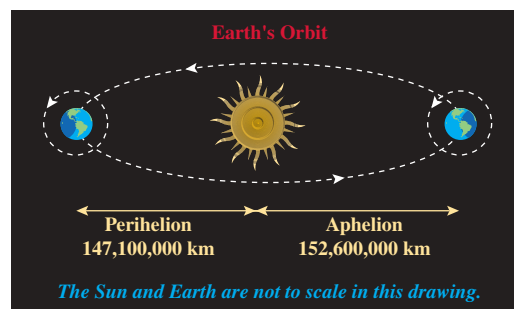 Earth's Orbit
Perihelion
147,100,000 km
Aphelion
152,600,000 km
The Sun and Earth are not to scale in this drawing.